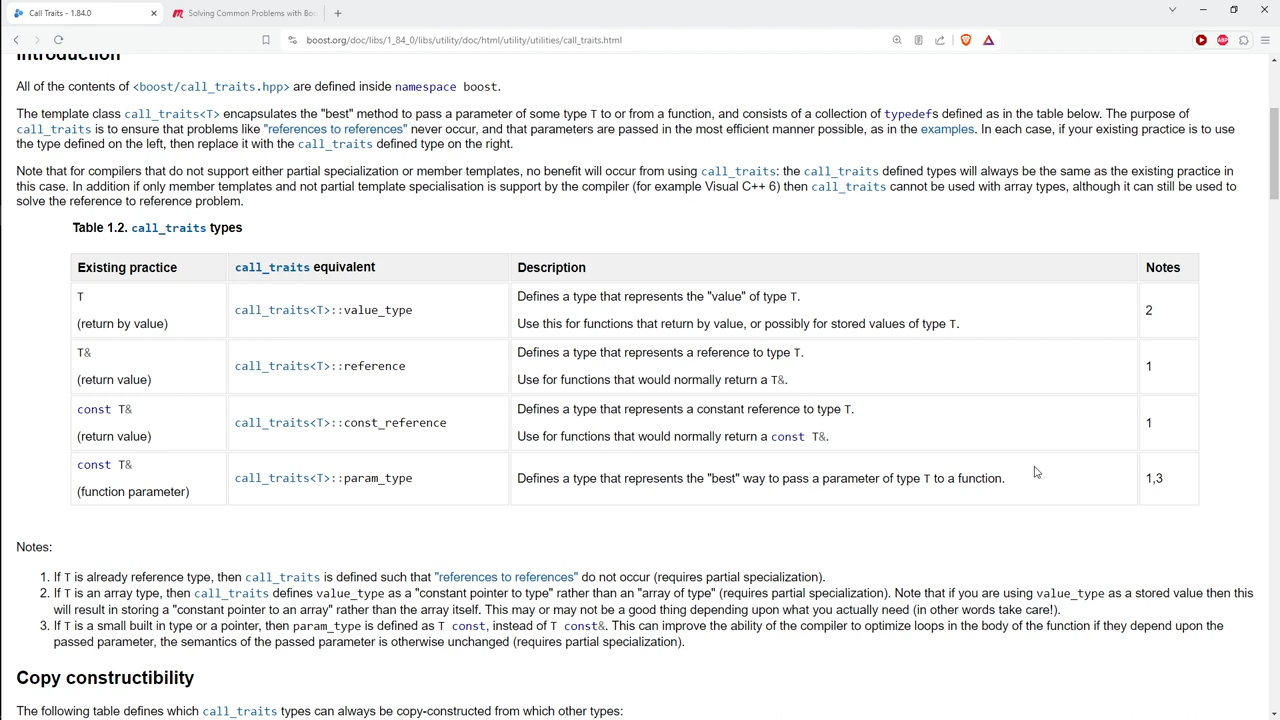 Call Traits - 1.84.0
Solving Common Problems with Boo
boost.org/doc/libs/1_84_0/libs/utility/doc/html/utility/utilities/call_traits.html
ABP
Introduction
All of the contents of <boost/call_traits.hpp> are defined inside namespace boost.
The template class call_traits<T> encapsulates the "best" method to pass a parameter of some type T to or from a function, and consists of a collection of typedefs defined as in the table below. The purpose of
call_traits is to ensure that problems like "references to references" never occur, and that parameters are passed in the most efficient manner possible, as in the examples. In each case, if your existing practice is to use
the type defined on the left, then replace it with the call_traits defined type on the right.
Note that for compilers that do not support either partial specialization or member templates, no benefit will occur from using call_traits: the call_traits defined types will always be the same as the existing practice in
this case. In addition if only member templates and not partial template specialisation is support by the compiler (for example Visual C++ 6) then call_traits cannot be used with array types, although it can still be used to
solve the reference to reference problem.
Table 1.2. call_traits types
Existing practice
call_traits equivalent
Description
Notes
T
(return by value)
call_traits<T>::value_type
Defines a type that represents the "value" of type T.
Use this for functions that return by value, or possibly for stored values of type T.
2
T&
(return value)
call_traits<T>::reference
Defines a type that represents a reference to type T.
Use for functions that would normally return a T&.
1
const T&
(return value)
call_traits<T>::const_reference
Defines a type that represents a constant reference to type T.
Use for functions that would normally return a const T&.
1
const T&
(function parameter)
call_traits<T>::param_type
Defines a type that represents the "best" way to pass a parameter of type T to a function.
1,3
Notes:
1. If T is already reference type, then call_traits is defined such that "references to references" do not occur (requires partial specialization).
2. If T is an array type, then call_traits defines value_type as a "constant pointer to type" rather than an "array of type" (requires partial specialization). Note that if you are using value_type as a stored value then this
will result in storing a "constant pointer to an array" rather than the array itself. This may or may not be a good thing depending upon what you actually need (in other words take care!).
3. If T is a small built in type or a pointer, then param_type is defined as T const, instead of T const&. This can improve the ability of the compiler to optimize loops in the body of the function if they depend upon the
passed parameter, the semantics of the passed parameter is otherwise unchanged (requires partial specialization).
Copy constructibility
The following table defines which call_traits types can always be copy-constructed from which other types: